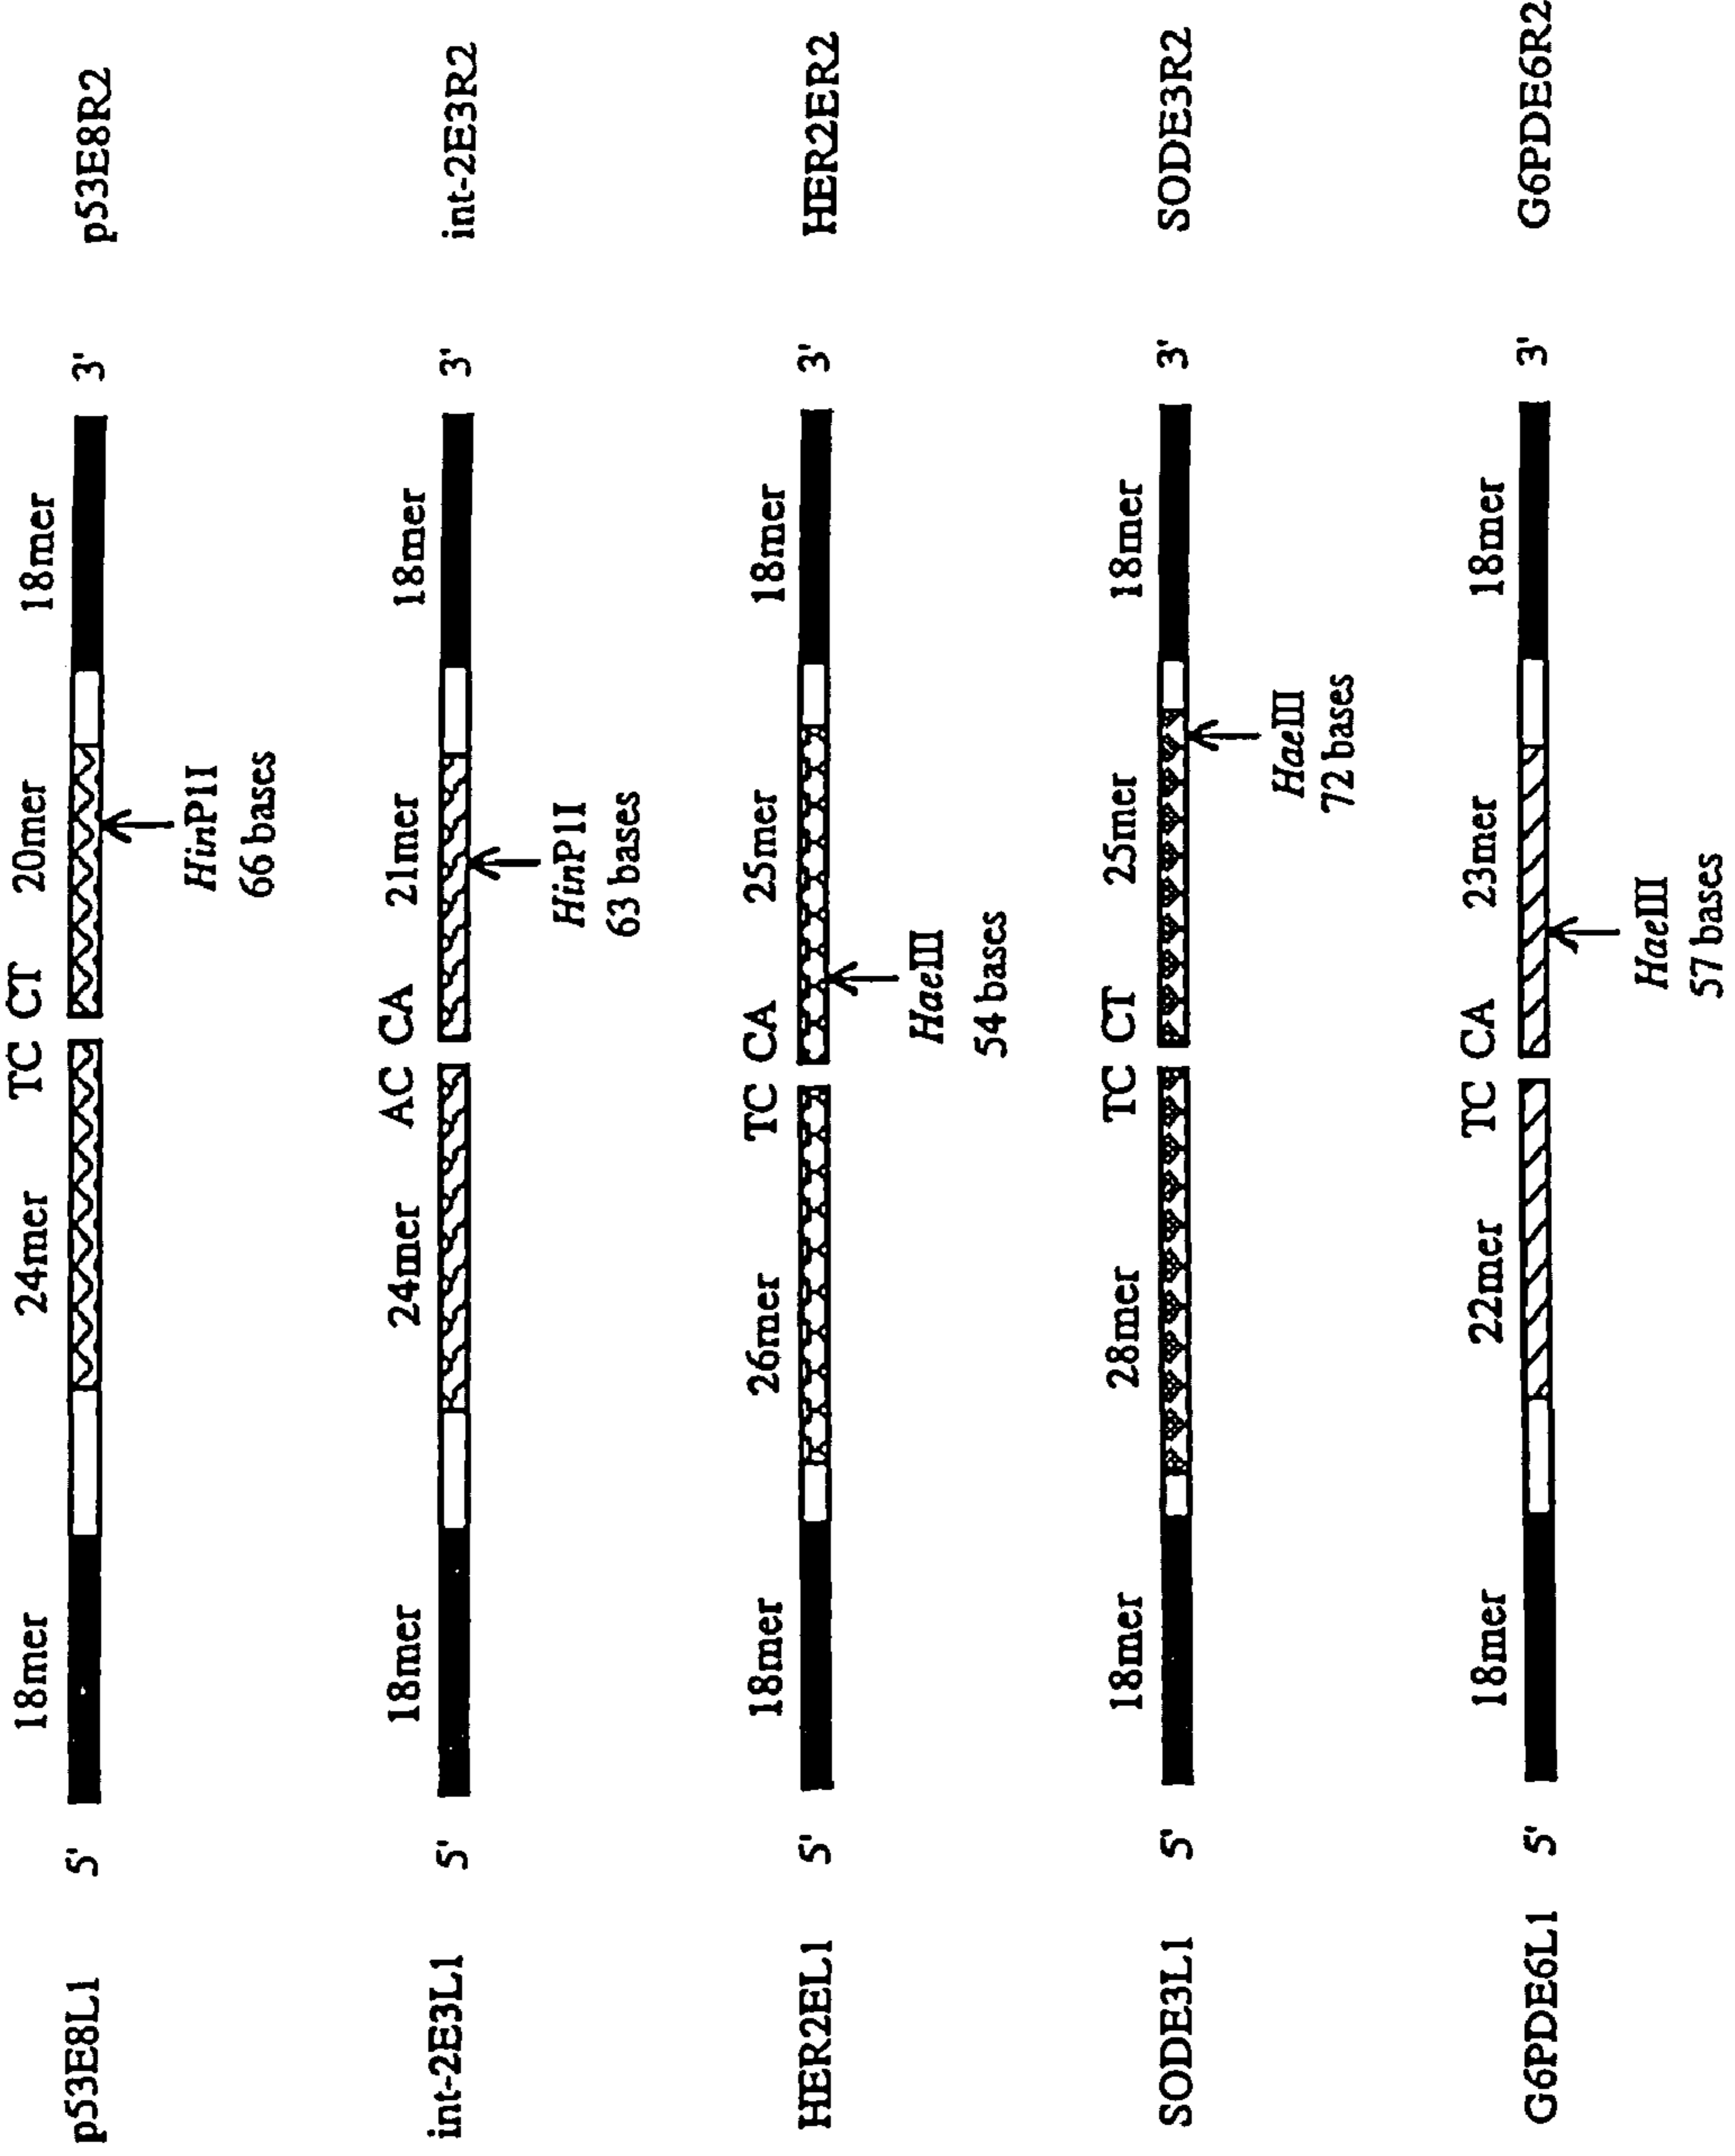 18mer 24mer TC CT 20mer 18mer
p53E8L1 5' 3' p53E8R2
HinP1I
66 bases
18mer 24mer AC CA 21mer 18mer
int-2E3L1 5' 3' int-2E3R2
HinP1I
63 bases
18mer 26mer TC CA 25mer 18mer
HER2EL1 5' 3' HER2ER2
HaeIII
54 bases
18mer 28mer TC CT 25mer 18mer
SODE3L1 5' 3' SODE3R2
HaeIII
72 bases
18mer 22mer TC CA 23mer 18mer
G6PDE6L1 5' 3' G6PDE6R2
HaeIII
57 bases